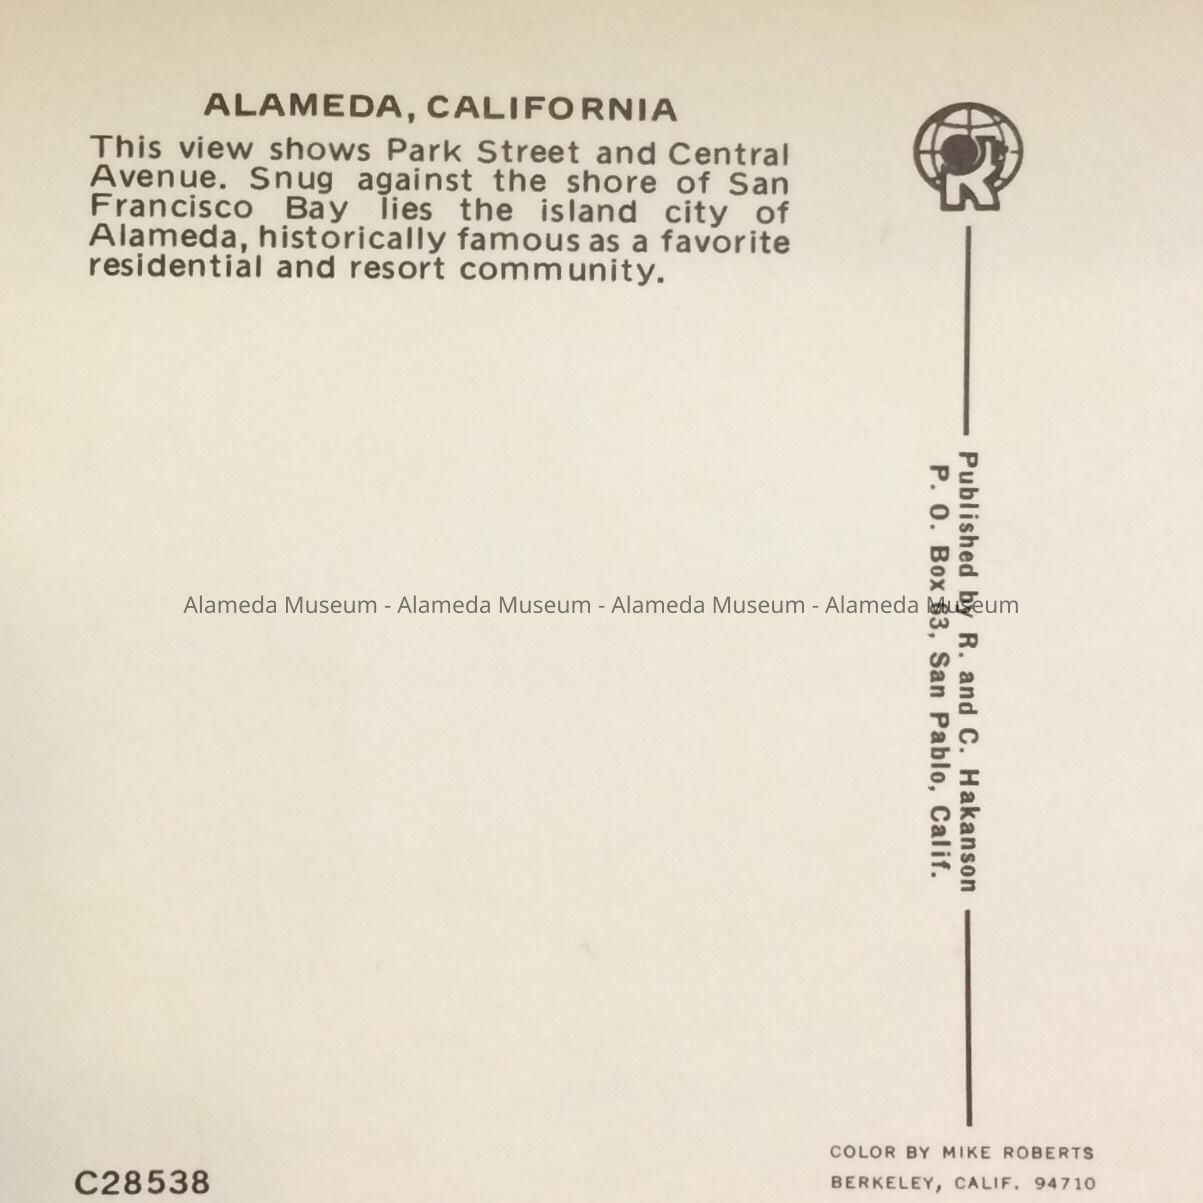 ALAMEDA, CALIFORNIA
This view shows Park Street and Central
Avenue. Snug against the shore of San
Francisco Bay lies the island city of
Alameda, historically famous as a favorite
residential and resort community.
R
Published by R. and C. Hakanson
P. O. Box San Pablo, Calif.
Alameda Museum - Alameda Museum - Alameda Museum - Alameda Museum
C28538
COLOR BY MIKE ROBERTS
BERKELEY, CALIF. 94710